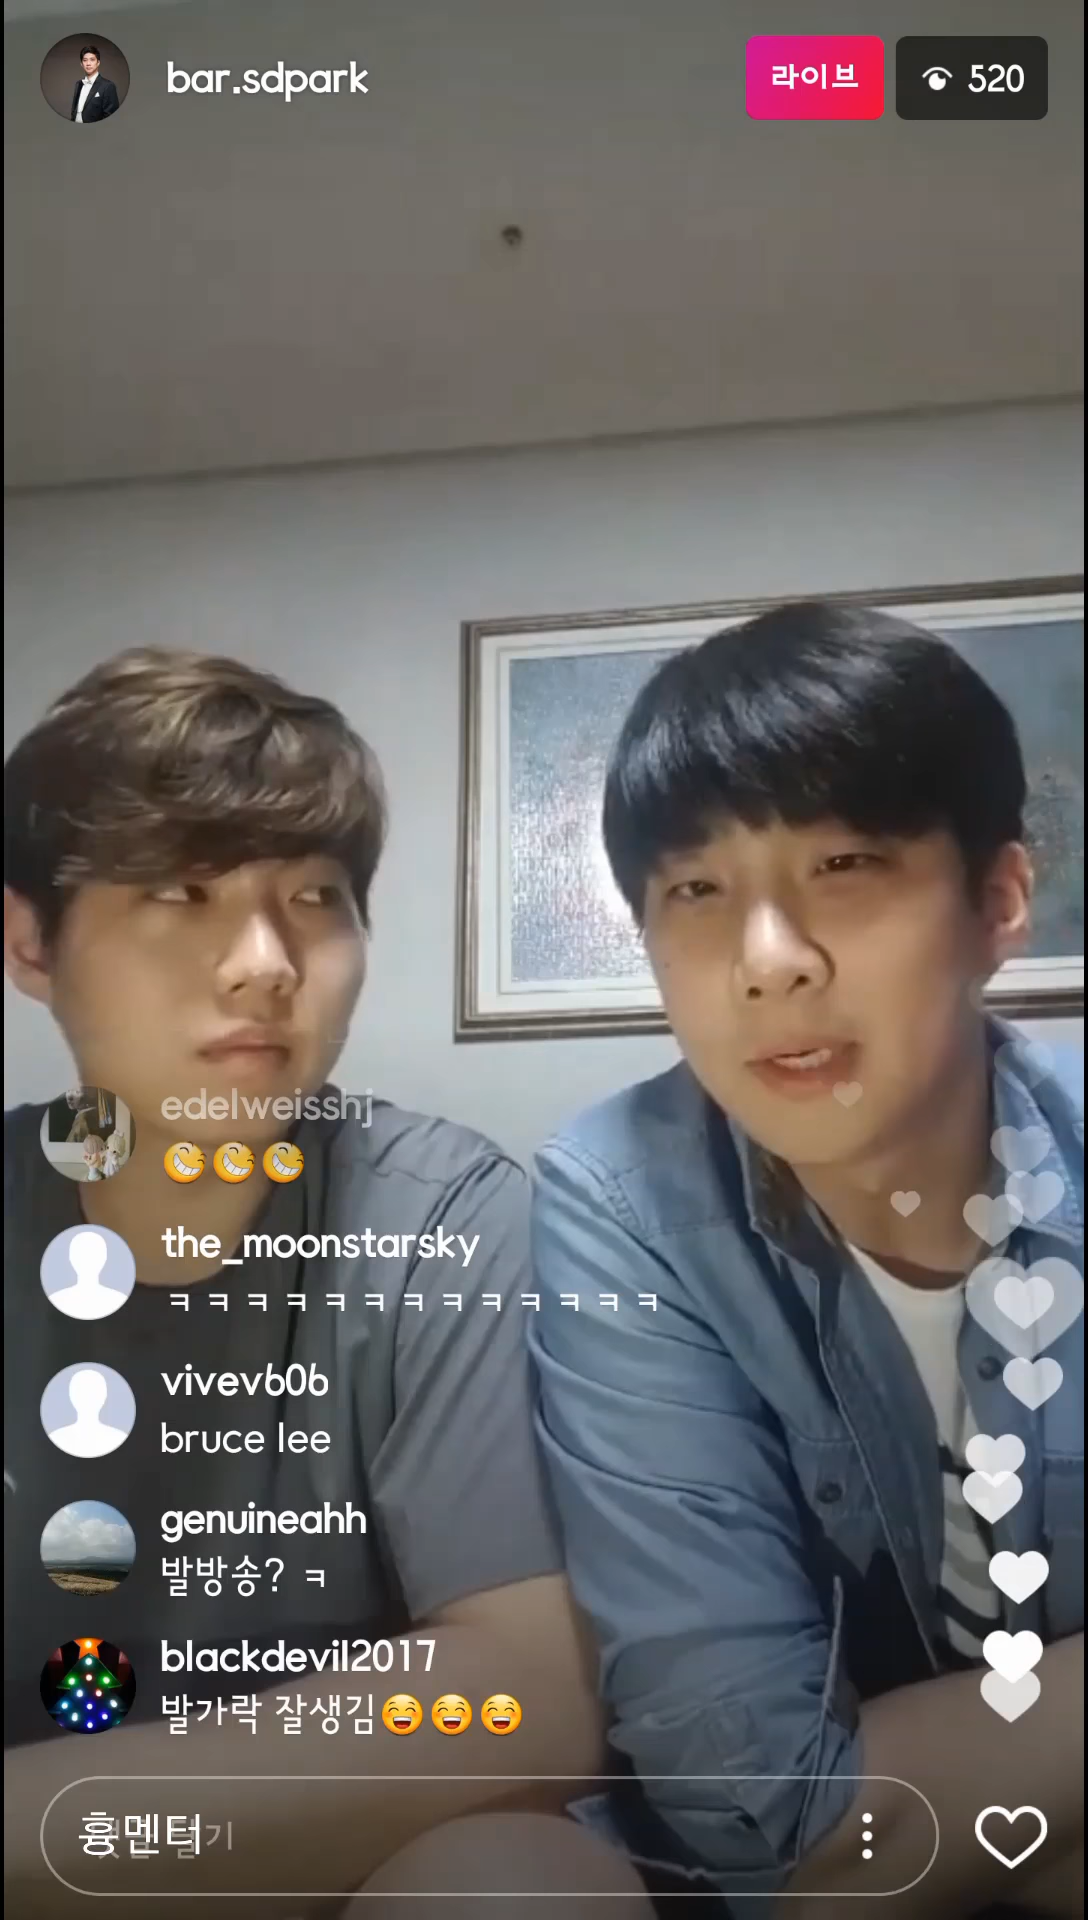 bar.sdpark
라이브
520
edelweisshj
the_moonstarsky
ㅋㅋㅋㅋㅋㅋㅋㅋㅋㅋㅋㅋㅋ
vivev606
bruce lee
genuineahh
발방송? ㅋ
blackdevil2017
발가락 잘생김
흉멘터